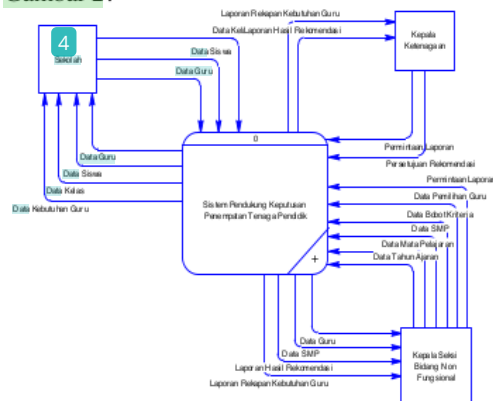 Laporan Rekapan Kebutuhan Guru
Data Kel
Laporan Hasil Rekomendasi
Data Siswa
Data Guru
4
Sekolah
Kepala
Ketenagaan
0
Sistem Pendukung Keputusan
Penempatan Tenaga Pendidik
+
Data Guru
Data Siswa
Data Kelas
Data Kebutuhan Guru
Permintaan Laporan
Persetujuan Rekomendasi
Permintaan Lapora
Data Pemilihan Guru
Data Bobot Kriteria
Data SMP
Data Mata Pelajaran
Data Tahun Ajaran
Data Guru
Data SMP
Laporan Hasil Rekomendasi
Laporan Rekapan Kebutuhan Guru
Kepala Seksi
Bidang Non
Fungsional